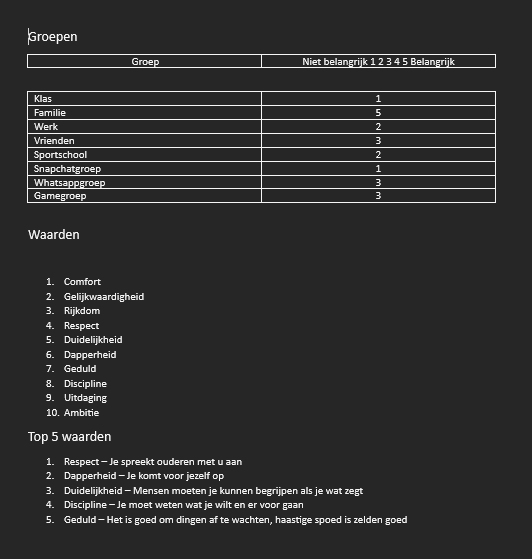 Groepen
Groep Niet belangrijk 1 2 3 4 5 Belangrijk
Klas 1
Familie 5
Werk 2
Vrienden 3
Sportschool 2
Snapchatgroep 1
Whatsappgroep 3
Gamegroep 3
Waarden
1. Comfort
2. Gelijkwaardigheid
3. Rijkdom
4. Respect
5. Duidelijkheid
6. Dapperheid
7. Geduld
8. Discipline
9. Uitdaging
10. Ambitie
Top 5 waarden
1. Respect – Je spreekt ouderen met u aan
2. Dapperheid – Je komt voor jezelf op
3. Duidelijkheid – Mensen moeten je kunnen begrijpen als je wat zegt
4. Discipline – Je moet weten wat je wilt en er voor gaan
5. Geduld – Het is goed om dingen af te wachten, haastige spoed is zelden goed